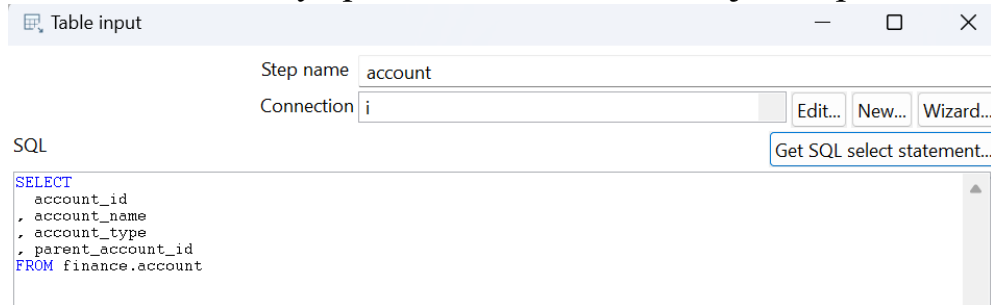 Table input
Step name account
Connection i
Edit... New... Wizard...
SQL
Get SQL select statement...
SELECT
account_id
, account_name
, account_type
, parent_account_id
FROM finance.account